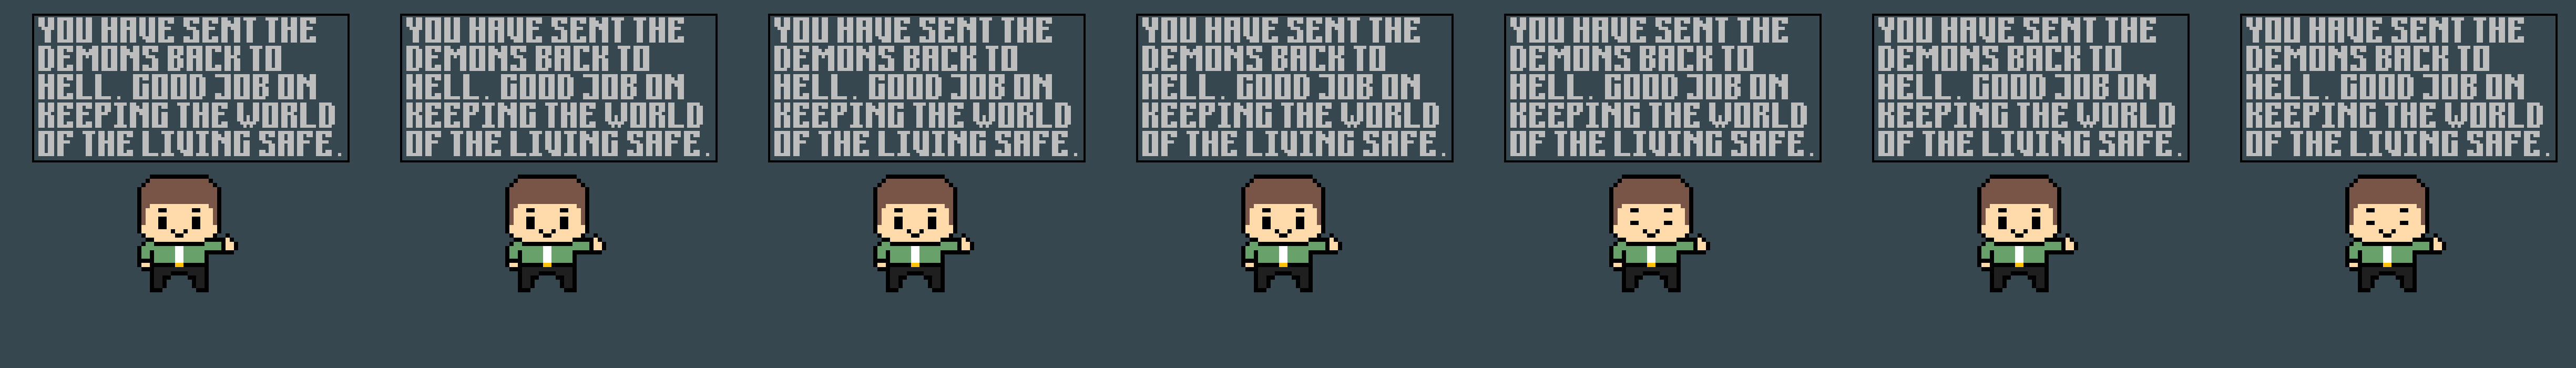 YOU HAVE SENT THE
DEMONS BACK TO
HELL. GOOD JOB ON
KEEPING THE WORLD
OF THE LIVING SAFE.
YOU HAVE SENT THE
DEMONS BACK TO
HELL. GOOD JOB ON
KEEPING THE WORLD
OF THE LIVING SAFE.
YOU HAVE SENT THE
DEMONS BACK TO
HELL. GOOD JOB ON
KEEPING THE WORLD
OF THE LIVING SAFE.
YOU HAVE SENT THE
DEMONS BACK TO
HELL. GOOD JOB ON
KEEPING THE WORLD
OF THE LIVING SAFE.
YOU HAVE SENT THE
DEMONS BACK TO
HELL. GOOD JOB ON
KEEPING THE WORLD
OF THE LIVING SAFE.
YOU HAVE SENT THE
DEMONS BACK TO
HELL. GOOD JOB ON
KEEPING THE WORLD
OF THE LIVING SAFE.
YOU HAVE SENT THE
DEMONS BACK TO
HELL. GOOD JOB ON
KEEPING THE WORLD
OF THE LIVING SAFE.